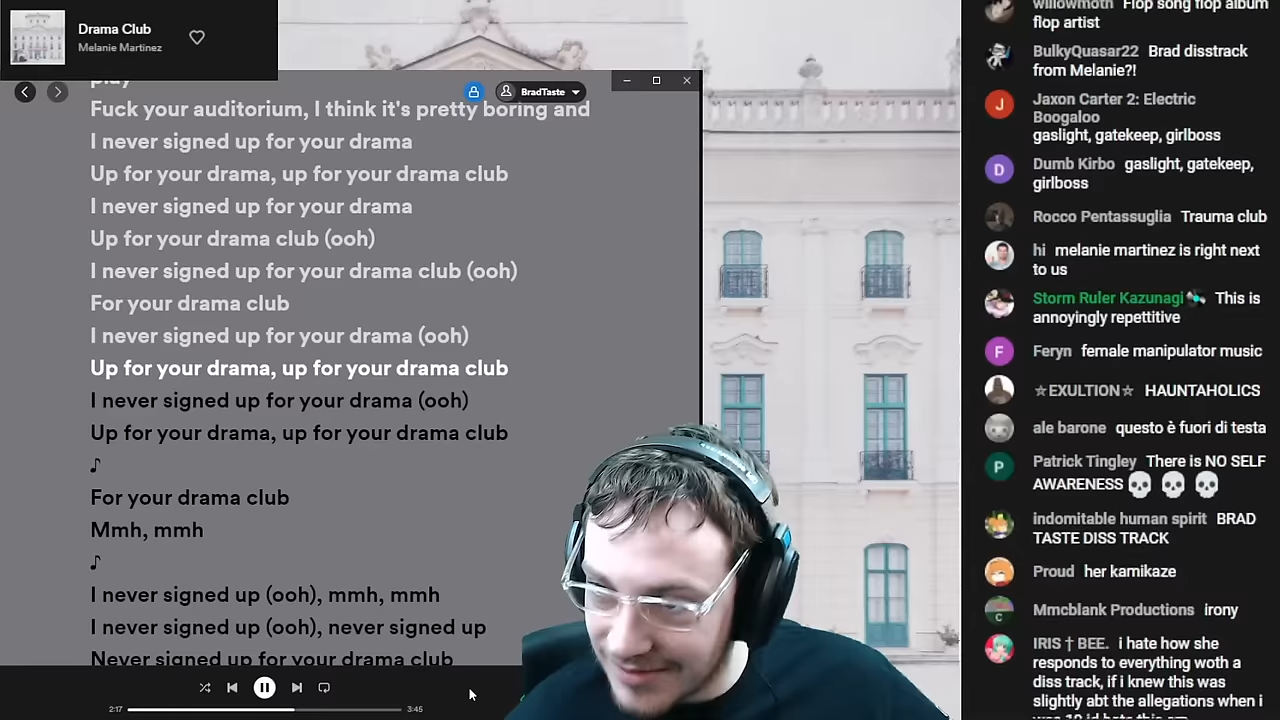 Drama Club
Melanie Martinez
BradTaste
play
Fuck your auditorium, I think it's pretty boring and
I never signed up for your drama
Up for your drama, up for your drama club
I never signed up for your drama
Up for your drama club (ooh)
I never signed up for your drama club (ooh)
For your drama club
I never signed up for your drama (ooh)
Up for your drama, up for your drama club
I never signed up for your drama (ooh)
Up for your drama, up for your drama club
♪
For your drama club
Mmh, mmh
♪
I never signed up (ooh), mmh, mmh
I never signed up (ooh), never signed up
Never signed up for your drama club
2:17
3:45
willowmoth Flop song flop album
flop artist
BulkyQuasar22 Brad disstrack
from Melanie?!
J
Jaxon Carter 2: Electric
Boogaloo
gaslight, gatekeep, girlboss
D
Dumb Kirbo gaslight, gatekeep,
girlboss
Rocco Pentassuglia Trauma club
hi melanie martinez is right next
to us
Storm Ruler Kazunagi This is
annoyingly repettitive
F
Feryn female manipulator music
☆EXULTION☆ HAUNTAHOLICS
ale barone questo è fuori di testa
P
Patrick Tingley There is NO SELF
AWARENESS 💀 💀 💀
indomitable human spirit BRAD
TASTE DISS TRACK
Proud her kamikaze
Mmcblank Productions irony
IRIS † BEE. i hate how she
responds to everything woth a
diss track, if i knew this was
slightly abt the allegations when i